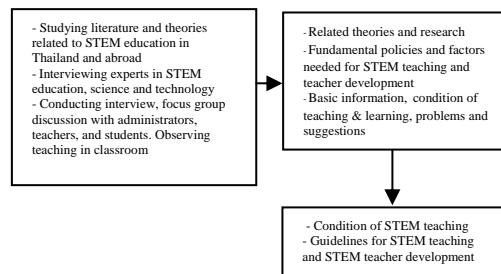 - Studying literature and theories
related to STEM education in
Thailand and abroad
- Interviewing experts in STEM
education, science and technology
- Conducting interview, focus group
discussion with administrators,
teachers, and students. Observing
teaching in classroom
- Related theories and research
- Fundamental policies and factors
needed for STEM teaching and
teacher development
- Basic information, condition of
teaching & learning, problems and
suggestions
- Condition of STEM teaching
- Guidelines for STEM teaching
and STEM teacher development